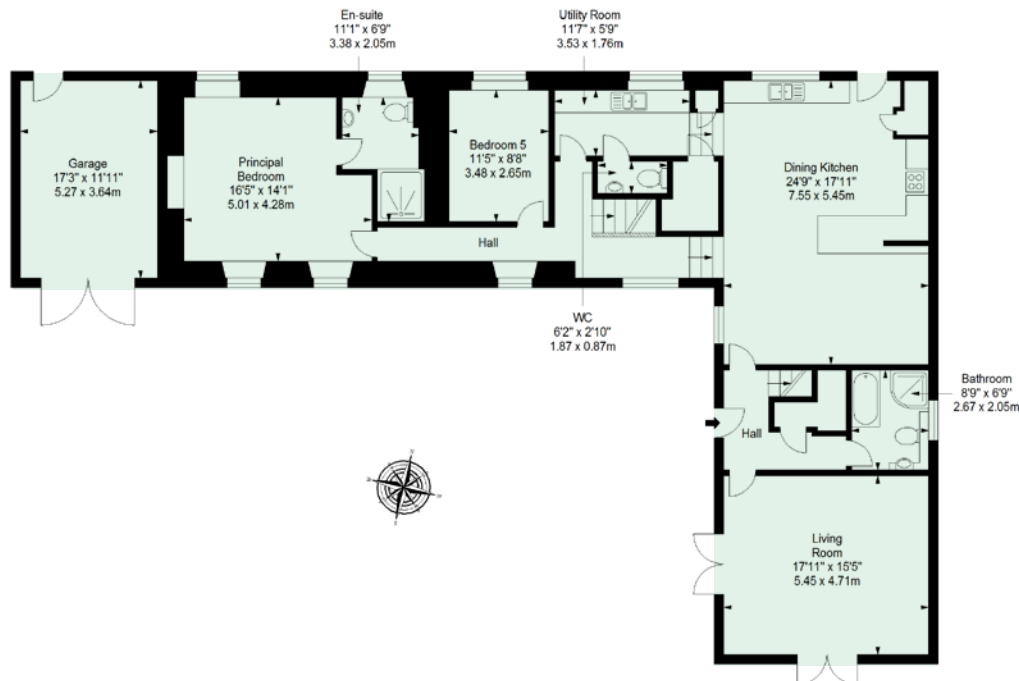 En-suite
11'1" x 6'9"
3.38 x 2.05m
Utility Room
11'7" x 5'9"
3.53 x 1.76m
Garage
17'3" x 11'11"
5.27 x 3.64m
Principal
Bedroom
16'5" x 14'1"
5.01 x 4.28m
Bedroom 5
11'5" x 8'8"
3.48 x 2.65m
Dining Kitchen
24'9" x 17'11"
7.55 x 5.45m
Hall
WC
6'2" x 2'10"
1.87 x 0.87m
Bathroom
8'9" x 6'9"
2.67 x 2.05m
Hall
Living
Room
17'11" x 15'5"
5.45 x 4.71m